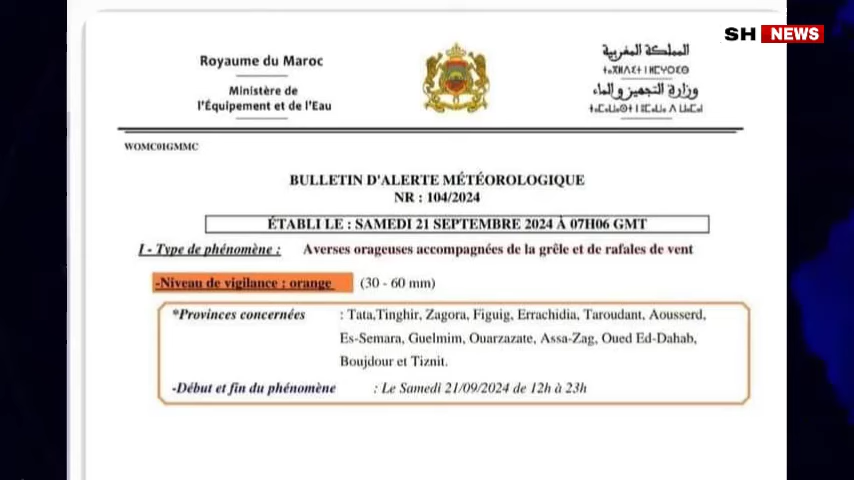 SH NEWS
Royaume du Maroc
Ministère de
l'Équipement et de l'Eau
المملكة المغربية
ⵜⴰⴳⵍⴷⵉⵜ ⵏ ⵍⵎⵖⵔⵉⴱ
وزارة التجهيز والماء
WOMC01GMMC
BULLETIN D'ALERTE MÉTÉOROLOGIQUE
NR : 104/2024
ÉTABLI LE : SAMEDI 21 SEPTEMBRE 2024 À 07H06 GMT
I - Type de phénomène : Averses orageuses accompagnées de la grêle et de rafales de vent
-Niveau de vigilance : orange (30 - 60 mm)
*Provinces concernées : Tata,Tinghir, Zagora, Figuig, Errachidia, Taroudant, Aousserd,
Es-Semara, Guelmim, Ouarzazate, Assa-Zag, Oued Ed-Dahab,
Boujdour et Tiznit.
-Début et fin du phénomène : Le Samedi 21/09/2024 de 12h à 23h